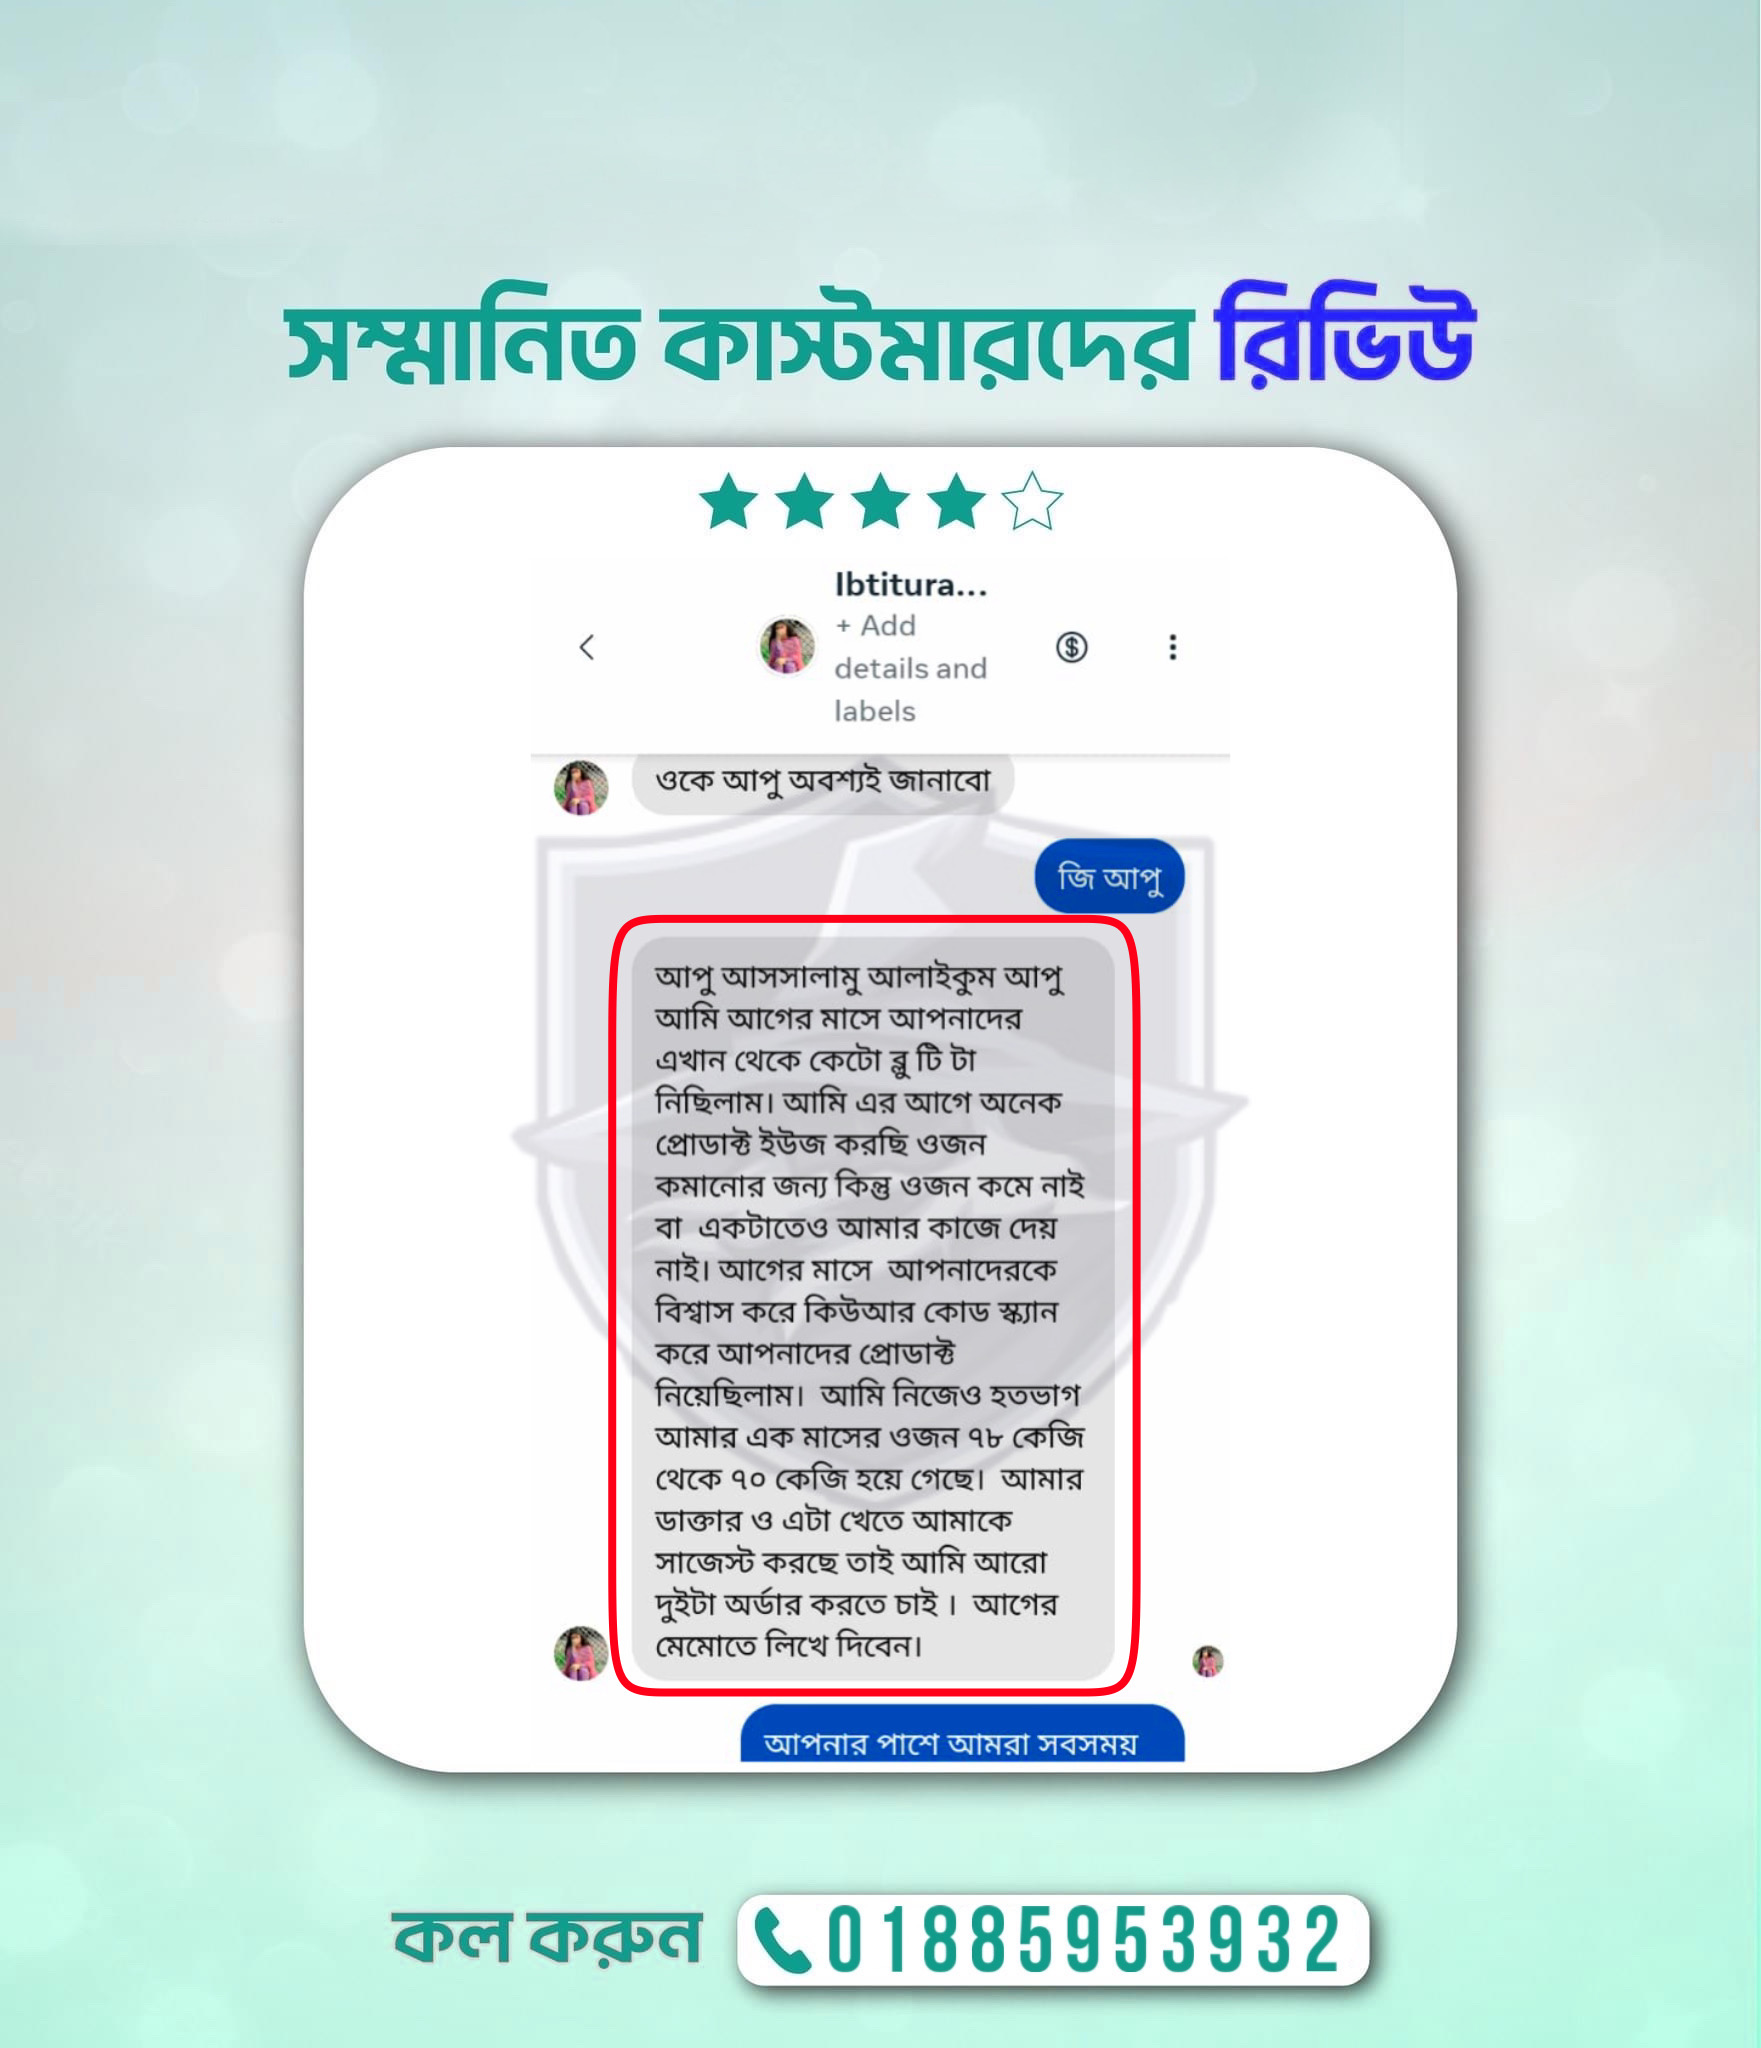 সম্মানিত কাস্টমারদের রিভিউ
Ibtitura...
+ Add
details and
labels
ওকে আপু অবশ্যই জানাবো
জি আপু
আপু আসসালামু আলাইকুম আপু
আমি আগের মাসে আপনাদের
এখান থেকে কেটো ব্লু টি টা
নিছিলাম। আমি এর আগে অনেক
প্রোডাক্ট ইউজ করছি ওজন
কমানোর জন্য কিন্তু ওজন কমে নাই
বা একটাতেও আমার কাজে দেয়
নাই। আগের মাসে আপনাদেরকে
বিশ্বাস করে কিউআর কোড স্ক্যান
করে আপনাদের প্রোডাক্ট
নিয়েছিলাম। আমি নিজেও হতভাগ
আমার এক মাসের ওজন ৭৮ কেজি
থেকে ৭০ কেজি হয়ে গেছে। আমার
ডাক্তার ও এটা খেতে আমাকে
সাজেস্ট করছে তাই আমি আরো
দুইটা অর্ডার করতে চাই । আগের
মেমোতে লিখে দিবেন।
আপনার পাশে আমরা সবসময়
কল করুন 01885953932